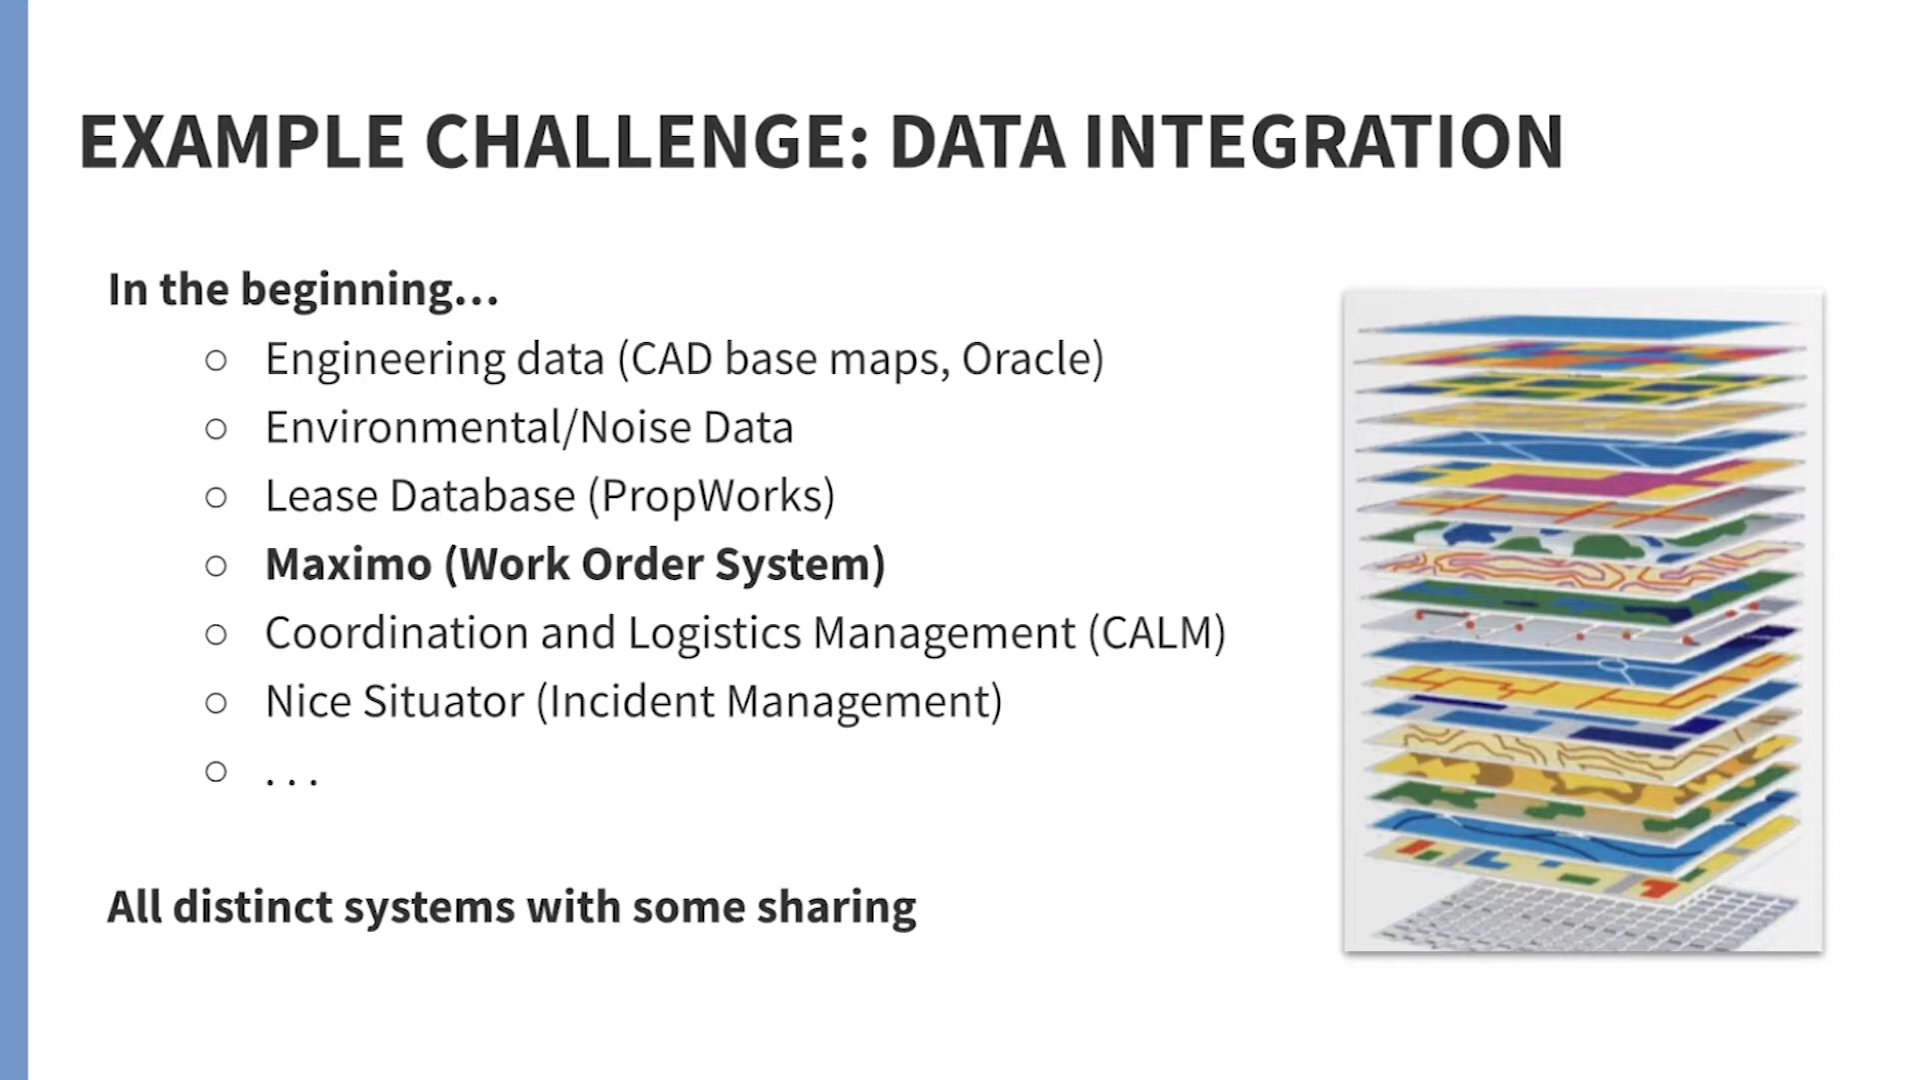 EXAMPLE CHALLENGE: DATA INTEGRATION
In the beginning...
○ Engineering data (CAD base maps, Oracle)
○ Environmental/Noise Data
○ Lease Database (PropWorks)
○ Maximo (Work Order System)
○ Coordination and Logistics Management (CALM)
○ Nice Situator (Incident Management)
○ . . .
All distinct systems with some sharing